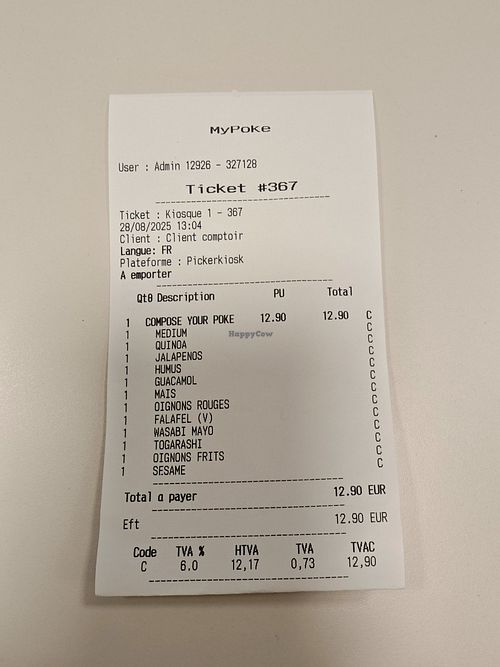 MyPoke
User : Admin 12926 - 327128
Ticket #367
Ticket : Kiosque 1 - 367
28/08/2025 13:04
Client : Client comptoir
Langue: FR
Plateforme : Pickerkiosk
A emporter
Qté Description PU Total
1 COMPOSE YOUR POKE 12.90 12.90 C
1 MEDIUM C
1 QUINOA C
1 JALAPENOS C
1 HUMUS C
1 GUACAMOL C
1 MAIS C
1 OIGNONS ROUGES C
1 FALAFEL (V) C
1 WASABI MAYO C
1 TOGARASHI C
1 OIGNONS FRITS C
1 SESAME C
Total a payer 12.90 EUR
Eft 12.90 EUR
Code TVA % HTVA TVA TVAC
C 6.0 12,17 0,73 12,90
HappyCow